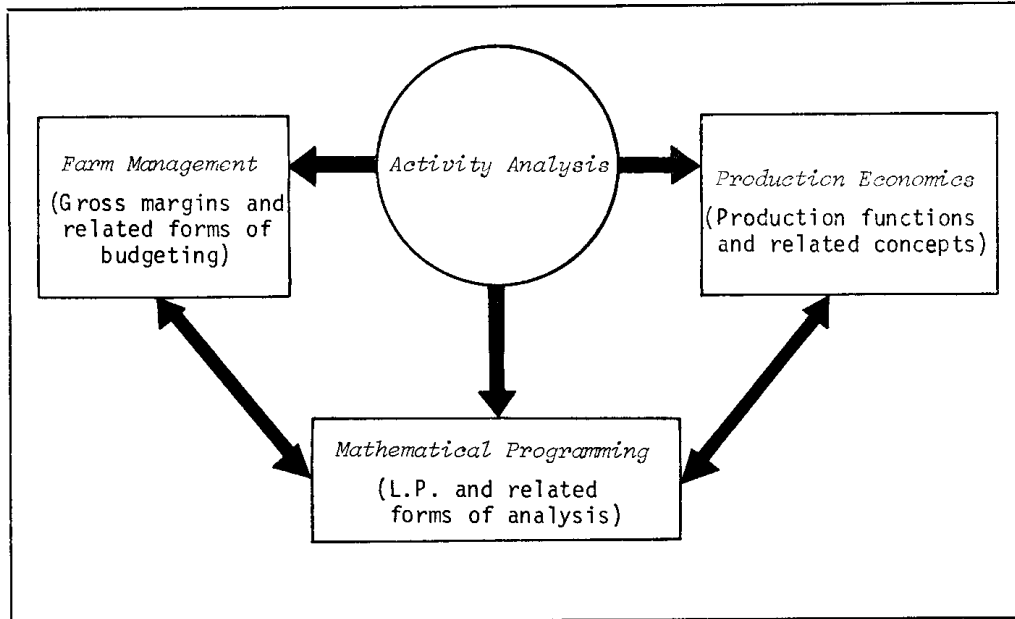 Activity Analysis
Farm Management
(Gross margins and
related forms of
budgeting)
Production Economics
(Production functions
and related concepts)
Mathematical Programming
(L.P. and related
forms of analysis)